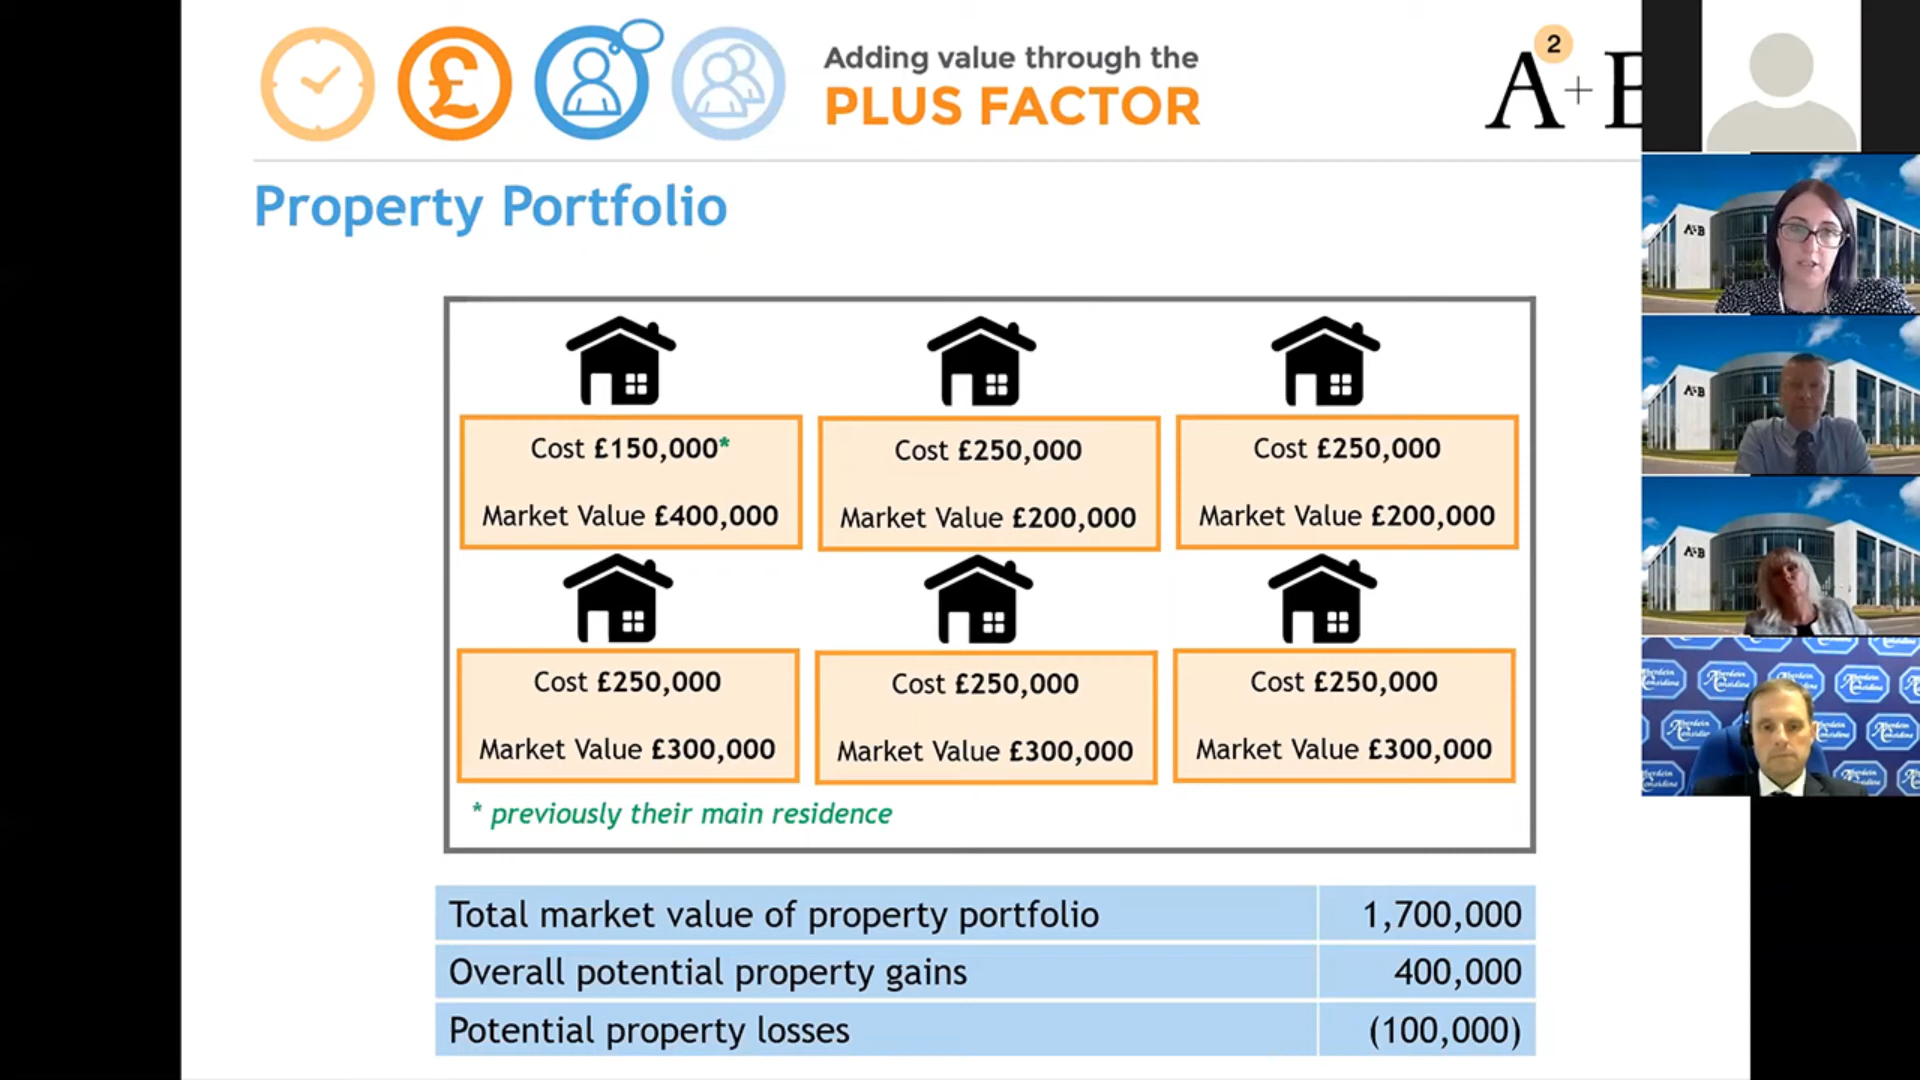 Adding value through the
PLUS FACTOR
2
A+B
Property Portfolio
Cost £150,000*
Market Value £400,000
Cost £250,000
Market Value £200,000
Cost £250,000
Market Value £200,000
Cost £250,000
Market Value £300,000
Cost £250,000
Market Value £300,000
Cost £250,000
Market Value £300,000
* previously their main residence
Total market value of property portfolio 1,700,000
Overall potential property gains 400,000
Potential property losses (100,000)
A+B
A+B
A+B
Aberdein
Considine